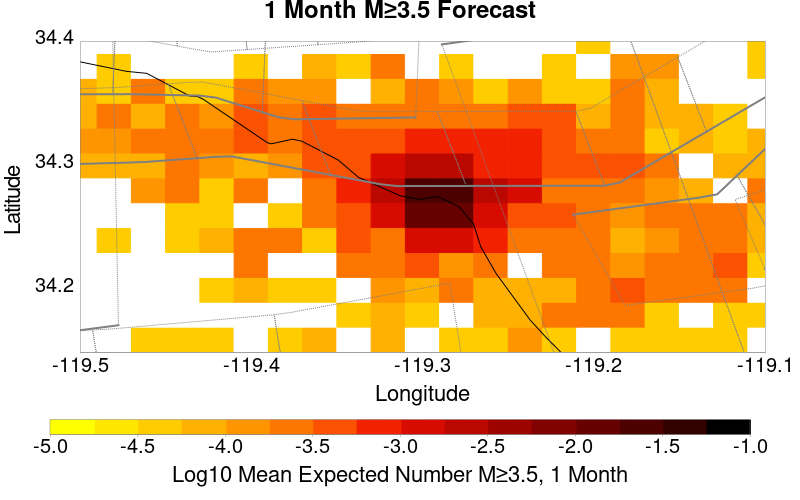 1 Month M≥3.5 Forecast
34.4
34.3
34.2
Latitude
-119.5 -119.4 -119.3 -119.2 -119.1
Longitude
-5.0 -4.5 -4.0 -3.5 -3.0 -2.5 -2.0 -1.5 -1.0
Log10 Mean Expected Number M≥3.5, 1 Month